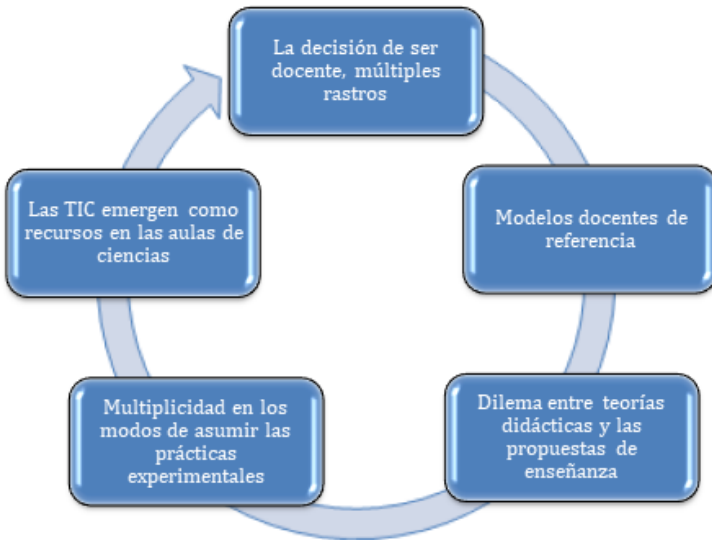 La decisión de ser
docente, múltiples
rastros
Modelos docentes de
referencia
Dilema entre teorías
didácticas y las
propuestas de
enseñanza
Multiplicidad en los
modos de asumir las
prácticas
experimentales
Las TIC emergen como
recursos en las aulas de
ciencias